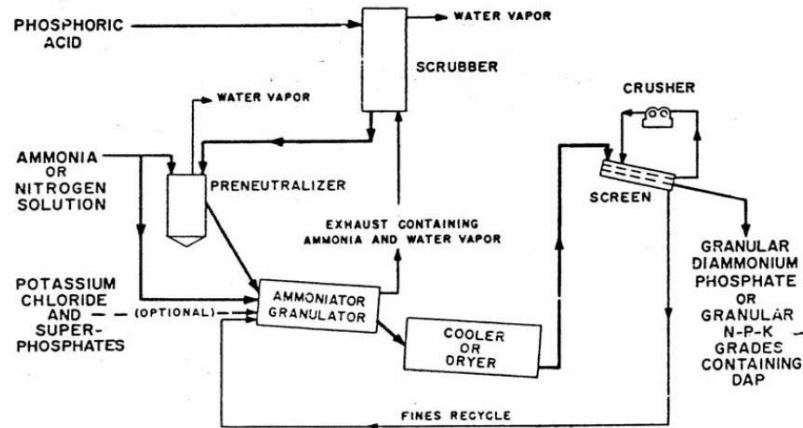 PHOSPHORIC
ACID
WATER VAPOR
SCRUBBER
WATER VAPOR
CRUSHER
AMMONIA
OR
NITROGEN
SOLUTION
PRENEUTRALIZER
SCREEN
EXHAUST CONTAINING
AMMONIA AND WATER VAPOR
POTASSIUM
CHLORIDE
AND
SUPER-
PHOSPHATES
(OPTIONAL)
AMMONIATOR
GRANULATOR
COOLER
OR
DRYER
GRANULAR
DIAMMONIUM
PHOSPHATE
OR
GRANULAR
N-P-K
GRADES
CONTAINING
DAP
FINES RECYCLE